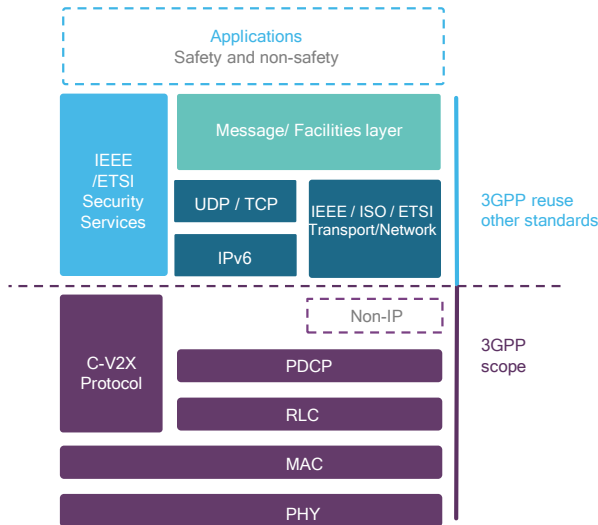 Applications
Safety and non-safety
IEEE
/ETSI
Security
Services
Message/ Facilities layer
UDP / TCP
IPv6
IEEE / ISO / ETSI
Transport/Network
3GPP reuse
other standards
C-V2X
Protocol
Non-IP
PDCP
RLC
MAC
PHY
3GPP
scope